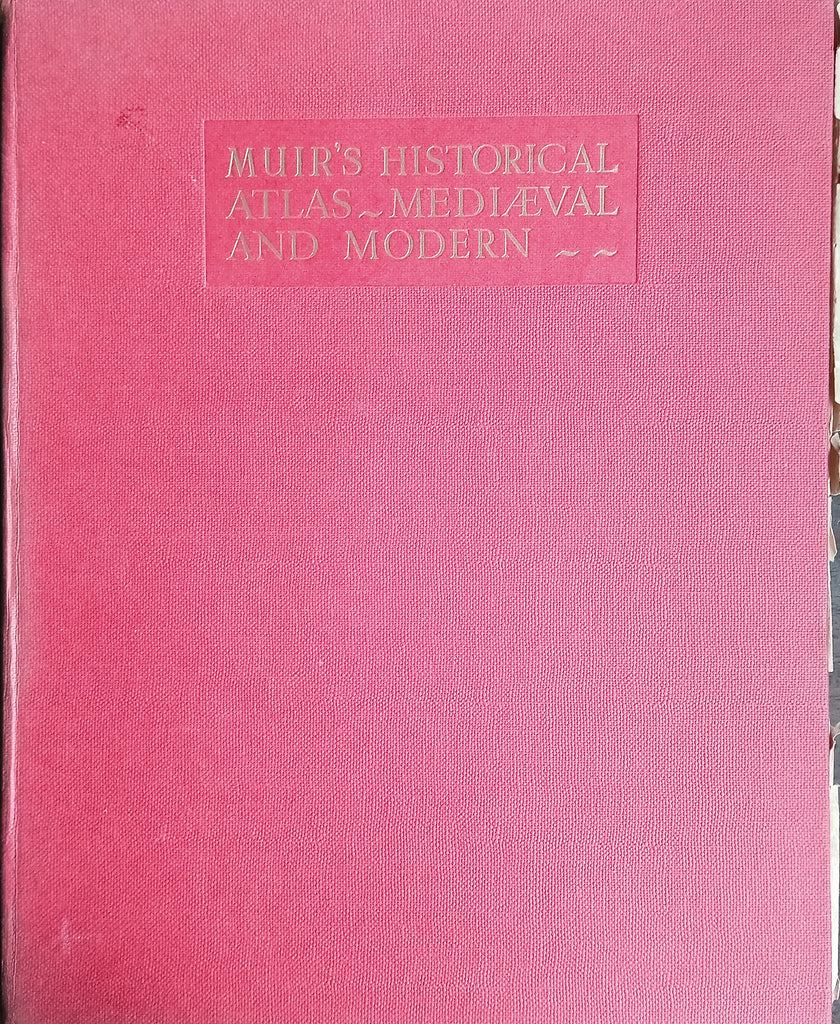 MUIR'S HISTORICAL
ATLAS ~ MEDIÆVAL
AND MODERN ~ ~